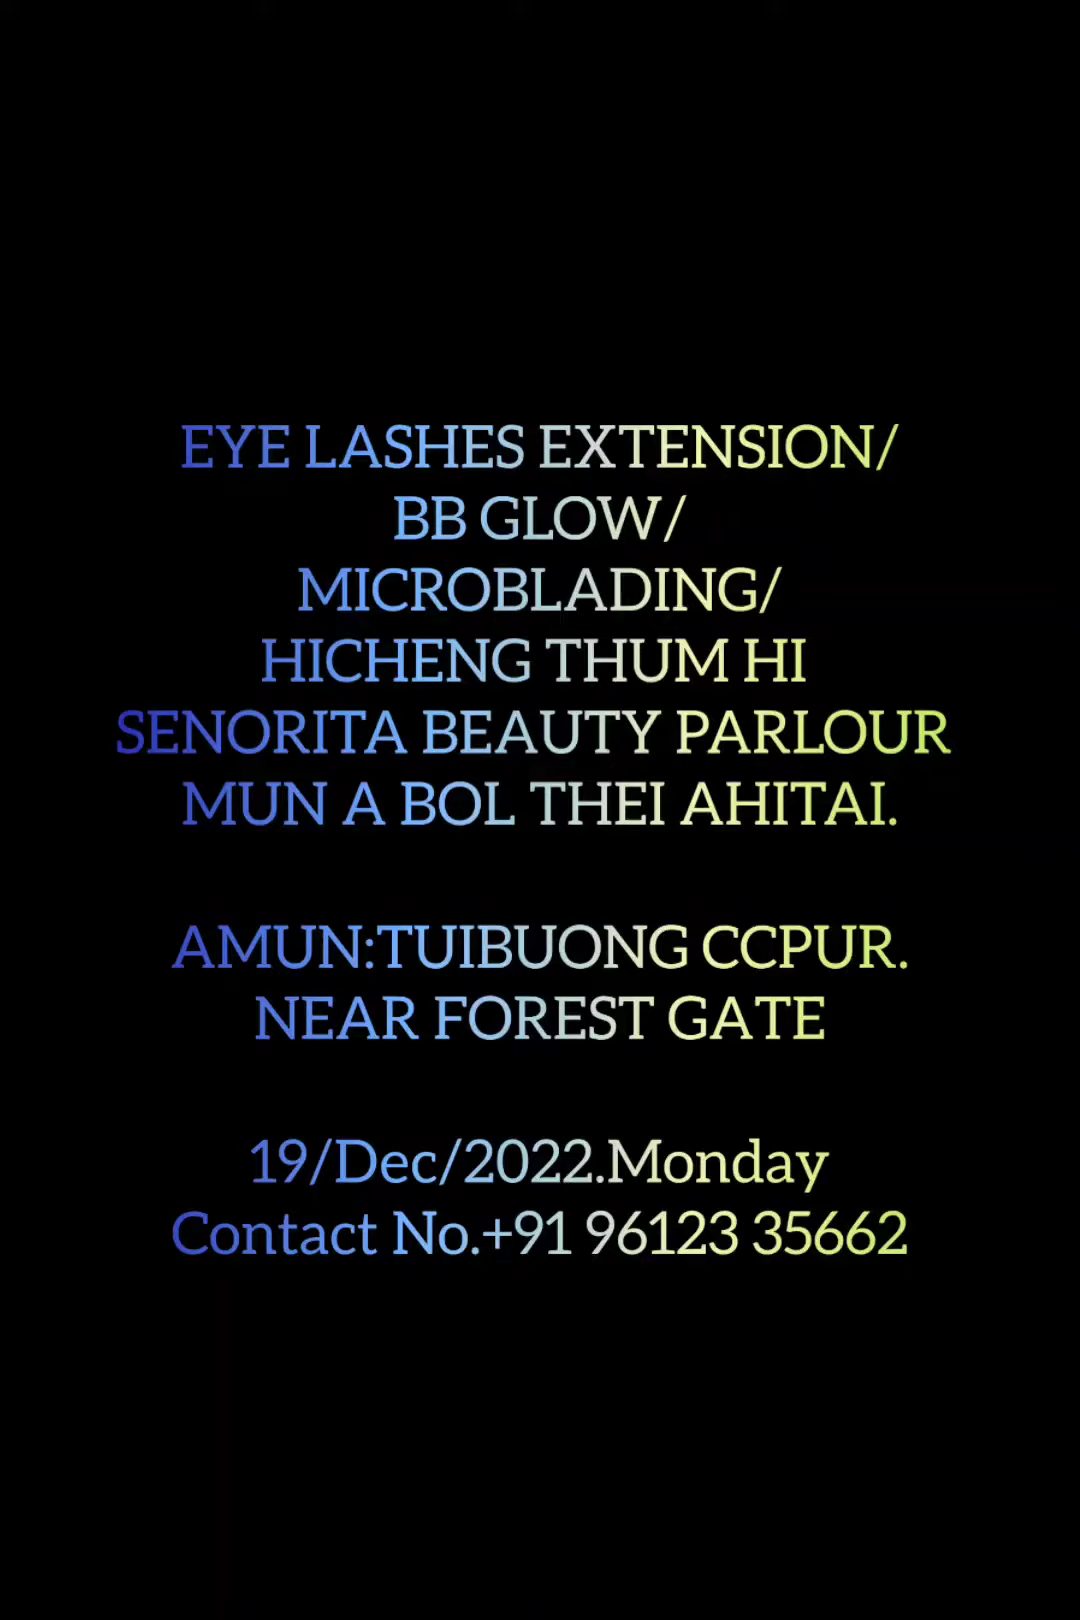 EYE LASHES EXTENSION/
BB GLOW/
MICROBLADING/
HICHENG THUM HI
SENORITA BEAUTY PARLOUR
MUN A BOL THEI AHITAI.
AMUN:TUIBUONG CCPUR.
NEAR FOREST GATE
19/Dec/2022.Monday
Contact No.+91 96123 35662